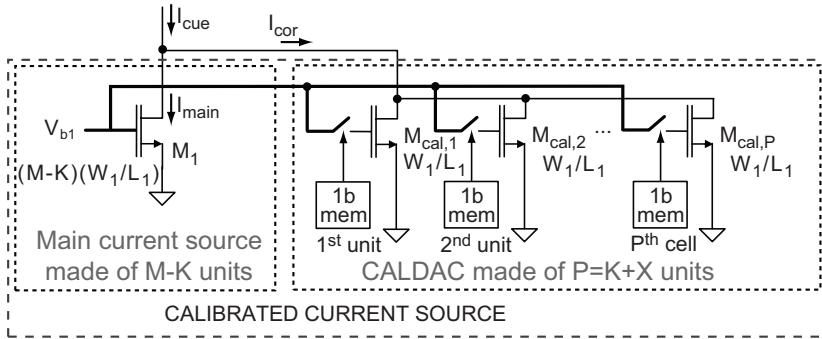 I_cue
I_cor
I_main
V_b1
M_1
(M-K)(W_1/L_1)
M_cal,1
W_1/L_1
M_cal,2
W_1/L_1
...
M_cal,P
W_1/L_1
1b
mem
1b
mem
1b
mem
1st unit
2nd unit
Pth cell
Main current source
made of M-K units
CALDAC made of P=K+X units
CALIBRATED CURRENT SOURCE